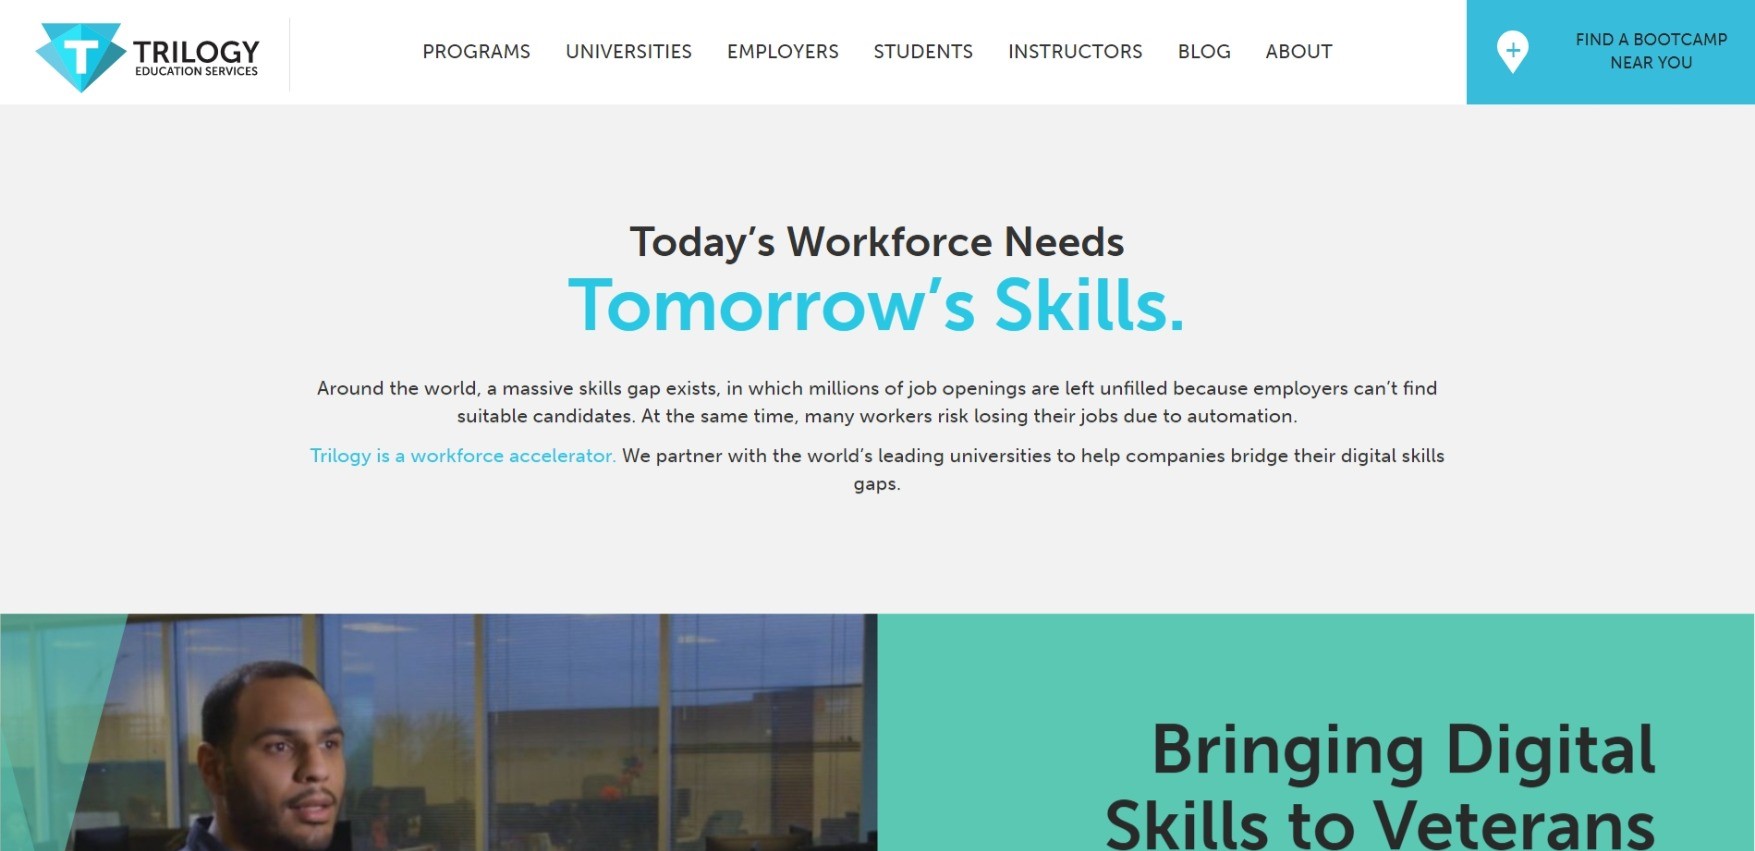 TRILOGY
EDUCATION SERVICES
PROGRAMS UNIVERSITIES EMPLOYERS STUDENTS INSTRUCTORS BLOG ABOUT
FIND A BOOTCAMP
NEAR YOU
Today’s Workforce Needs
Tomorrow’s Skills.
Around the world, a massive skills gap exists, in which millions of job openings are left unfilled because employers can’t find
suitable candidates. At the same time, many workers risk losing their jobs due to automation.
Trilogy is a workforce accelerator. We partner with the world’s leading universities to help companies bridge their digital skills
gaps.
Bringing Digital
Skills to Veterans